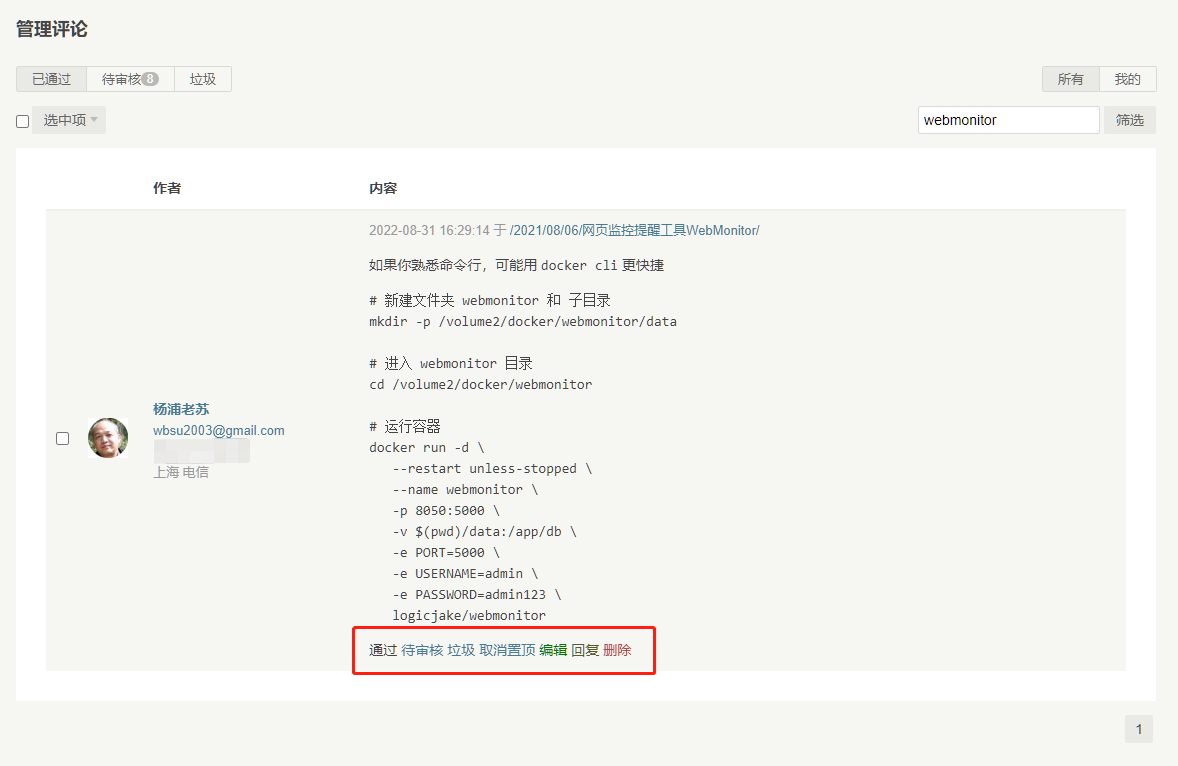 管理评论
已通过 待审核 8 垃圾 所有 我的
选中项 webmonitor 筛选
作者 内容
2022-08-31 16:29:14 于 /2021/08/06/网页监控提醒工具WebMonitor/
如果你熟悉命令行，可能用 docker cli 更快捷
# 新建文件夹 webmonitor 和 子目录
mkdir -p /volume2/docker/webmonitor/data
# 进入 webmonitor 目录
cd /volume2/docker/webmonitor
# 运行容器
docker run -d \
--restart unless-stopped \
--name webmonitor \
-p 8050:5000 \
-v $(pwd)/data:/app/db \
-e PORT=5000 \
-e USERNAME=admin \
-e PASSWORD=admin123 \
logicjake/webmonitor
杨浦老苏
wbsu2003@gmail.com
上海 电信
通过 待审核 垃圾 取消置顶 编辑 回复 删除
1